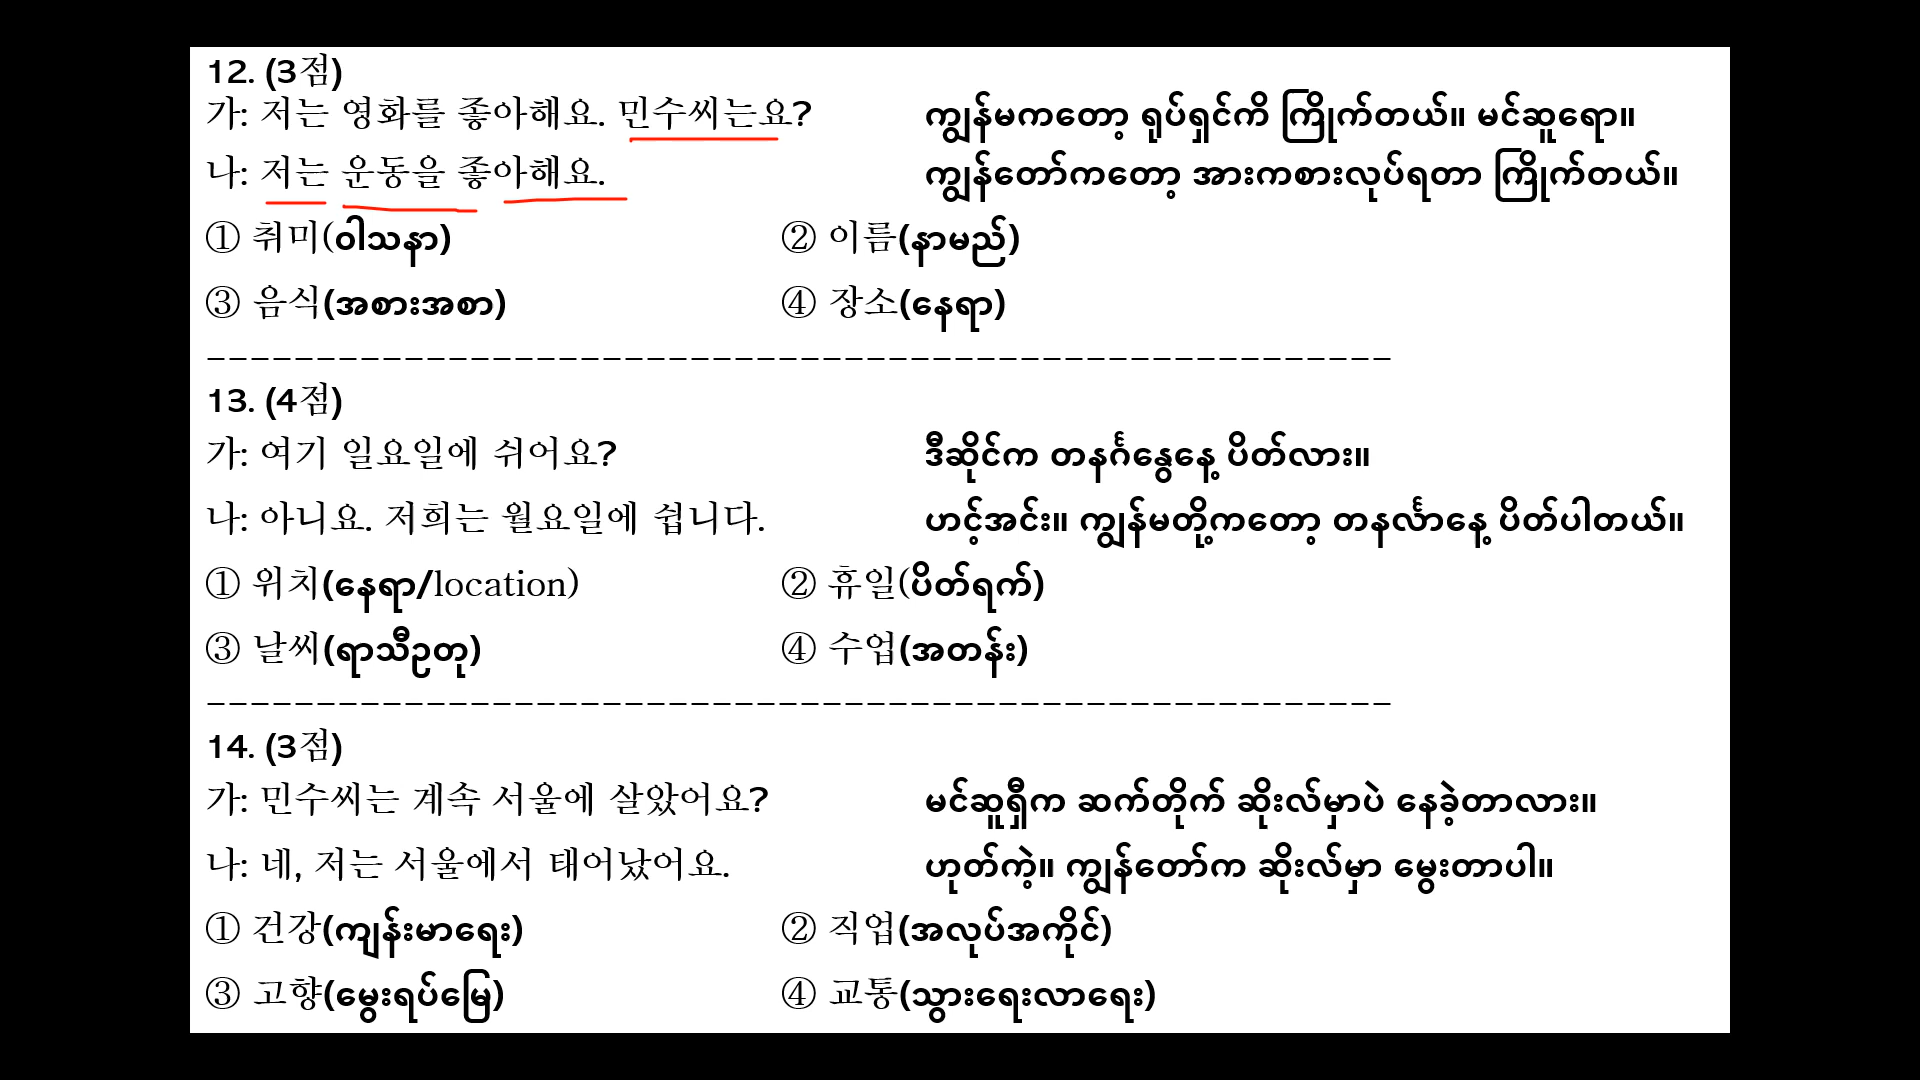 12. (3점)
가: 저는 영화를 좋아해요. 민수씨는요? ကျွန်မကတော့ ရုပ်ရှင်ကို ကြိုက်တယ်။ မင်ဆူရော။
나: 저는 운동을 좋아해요. ကျွန်တော်ကတော့ အားကစားလုပ်ရတာ ကြိုက်တယ်။
① 취미(ဝါသနာ) ② 이름(နာမည်)
③ 음식(အစားအစာ) ④ 장소(နေရာ)
------------------------------------------------------
13. (4점)
가: 여기 일요일에 쉬어요? ဒီဆိုင်က တနင်္ဂနွေနေ့ ပိတ်လား။
나: 아니요. 저희는 월요일에 쉽니다. ဟင့်အင်း။ ကျွန်မတို့ကတော့ တနင်္လာနေ့ ပိတ်ပါတယ်။
① 위치(နေရာ/location) ② 휴일(ပိတ်ရက်)
③ 날씨(ရာသီဥတု) ④ 수업(အတန်း)
------------------------------------------------------
14. (3점)
가: 민수씨는 계속 서울에 살았어요? မင်ဆူရှီက ဆက်တိုက် ဆိုးလ်မှာပဲ နေခဲ့တာလား။
나: 네, 저는 서울에서 태어났어요. ဟုတ်ကဲ့။ ကျွန်တော်က ဆိုးလ်မှာ မွေးတာပါ။
① 건강(ကျန်းမာရေး) ② 직업(အလုပ်အကိုင်)
③ 고향(မွေးရပ်မြေ) ④ 교통(သွားရေးလာရေး)